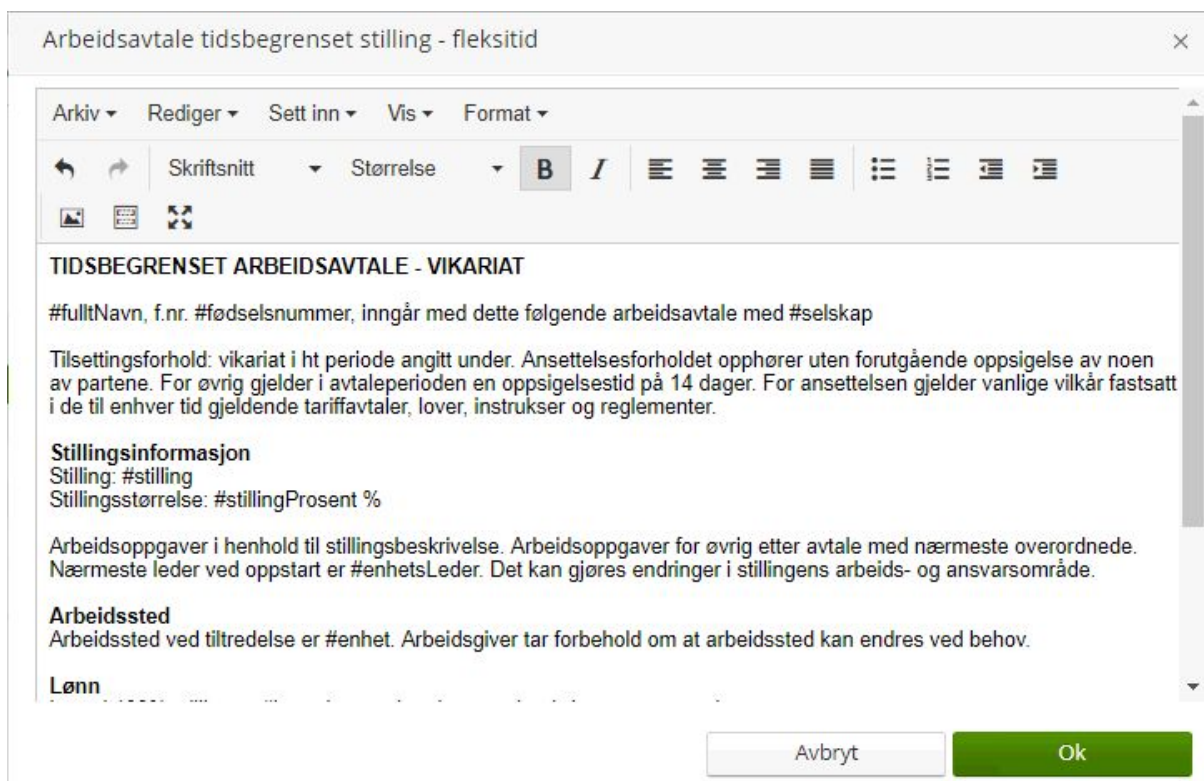 Arbeidsavtale tidsbegrenset stilling - fleksitid
Arkiv Rediger Sett inn Vis Format
Skriftsnitt Størrelse B I
TIDSBEGRENSET ARBEIDSAVTALE - VIKARIAT
#fulltNavn, f.nr. #fødselsnummer, inngår med dette følgende arbeidsavtale med #selskap
Tilsettingsforhold: vikariat i ht periode angitt under. Ansettelsesforholdet opphører uten forutgående oppsigelse av noen
av partene. For øvrig gjelder i avtaleperioden en oppsigelsestid på 14 dager. For ansettelsen gjelder vanlige vilkår fastsatt
i de til enhver tid gjeldende tariffavtaler, lover, instrukser og reglementer.
Stillingsinformasjon
Stilling: #stilling
Stillingsstørrelse: #stillingProsent %
Arbeidsoppgaver i henhold til stillingsbeskrivelse. Arbeidsoppgaver for øvrig etter avtale med nærmeste overordnede.
Nærmeste leder ved oppstart er #enhetsLeder. Det kan gjøres endringer i stillingens arbeids- og ansvarsområde.
Arbeidssted
Arbeidssted ved tiltredelse er #enhet. Arbeidsgiver tar forbehold om at arbeidssted kan endres ved behov.
Lønn
Avbryt Ok